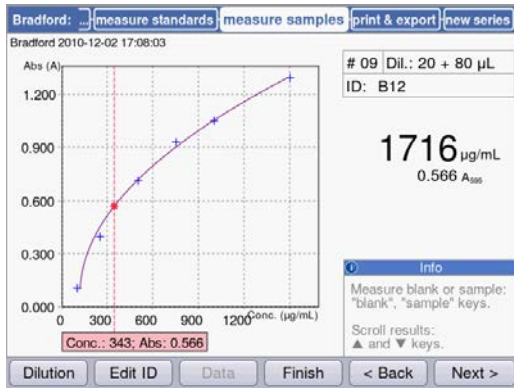 Bradford: ... measure standards measure samples print & export new series
Bradford 2010-12-02 17:08:03
Abs (A)
# 09 Dil.: 20 + 80 µL
ID: B12
1.200
0.900
0.600
0.300
0.000
0 300 600 900 1200 Conc. (µg/mL)
Conc.: 343; Abs: 0.566
1716 µg/mL
0.566 A595
Info
Measure blank or sample:
"blank", "sample" keys.
Scroll results:
▲ and ▼ keys.
Dilution Edit ID Data Finish < Back Next >